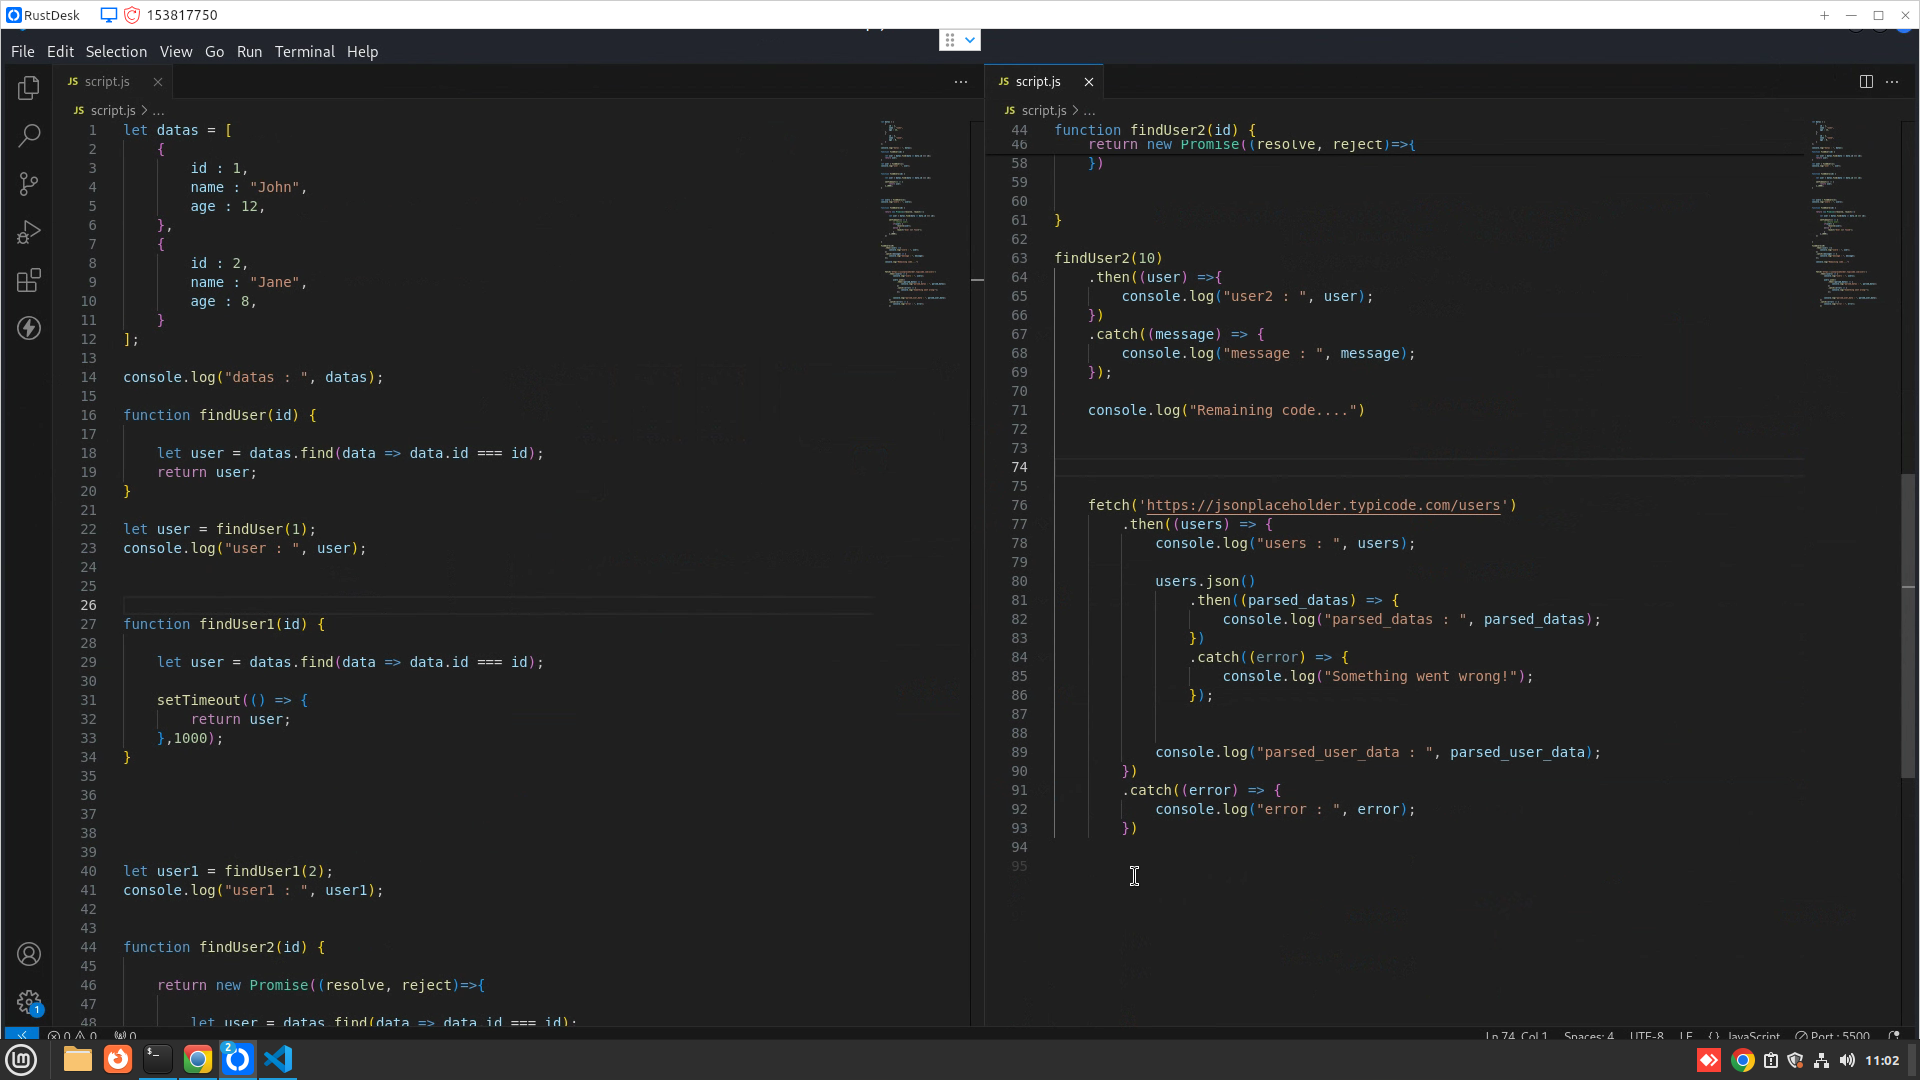 RustDesk 153817750
File Edit Selection View Go Run Terminal Help
JS script.js
JS script.js > ...
1 let datas = [
2 {
3 id : 1,
4 name : "John",
5 age : 12,
6 },
7 {
8 id : 2,
9 name : "Jane",
10 age : 8,
11 }
12 ];
13
14 console.log("datas : ", datas);
15
16 function findUser(id) {
17
18 let user = datas.find(data => data.id === id);
19 return user;
20 }
21
22 let user = findUser(1);
23 console.log("user : ", user);
24
25
26
27 function findUser1(id) {
28
29 let user = datas.find(data => data.id === id);
30
31 setTimeout(() => {
32 return user;
33 },1000);
34 }
35
36
37
38
39
40 let user1 = findUser1(2);
41 console.log("user1 : ", user1);
42
43
44 function findUser2(id) {
45
46 return new Promise((resolve, reject)=>{
47
48 let user = datas.find(data => data.id === id);
JS script.js
JS script.js > ...
44 function findUser2(id) {
46 return new Promise((resolve, reject)=>{
58 })
59
60
61 }
62
63 findUser2(10)
64 .then((user) =>{
65 console.log("user2 : ", user);
66 })
67 .catch((message) => {
68 console.log("message : ", message);
69 });
70
71 console.log("Remaining code....")
72
73
74
75
76 fetch('https://jsonplaceholder.typicode.com/users')
77 .then((users) => {
78 console.log("users : ", users);
79
80 users.json()
81 .then((parsed_datas) => {
82 console.log("parsed_datas : ", parsed_datas);
83 })
84 .catch((error) => {
85 console.log("Something went wrong!");
86 });
87
88
89 console.log("parsed_user_data : ", parsed_user_data);
90 })
91 .catch((error) => {
92 console.log("error : ", error);
93 })
94
95
1
0 0 0
Ln 74, Col 1 Spaces: 4 UTF-8 LF {} JavaScript Port : 5500
2
11:02